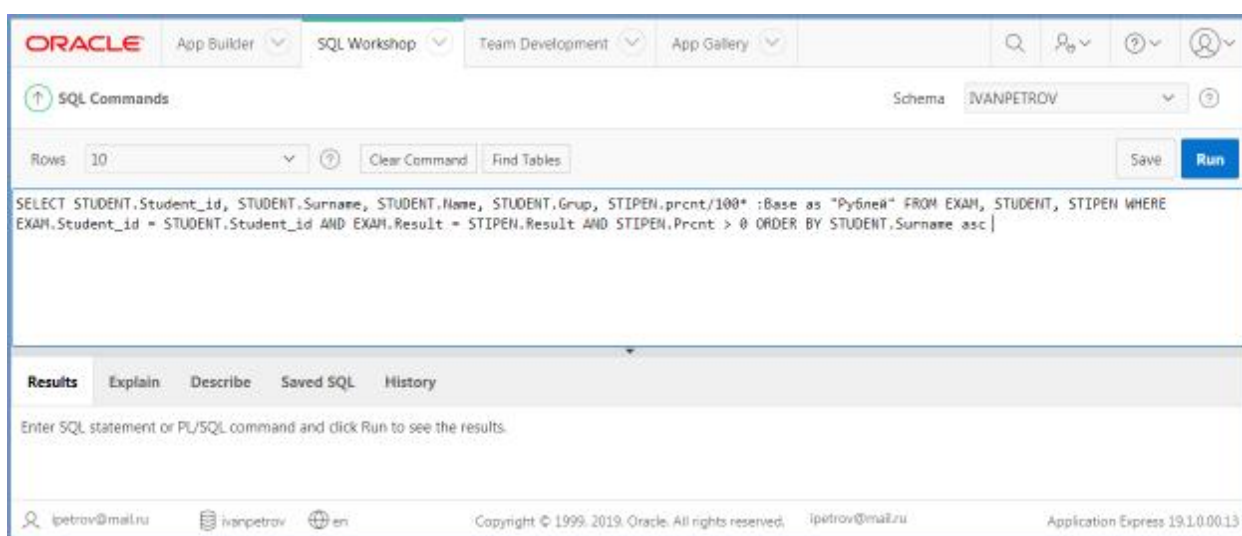 ORACLE App Builder SQL Workshop Team Development App Gallery
SQL Commands Schema IVANPETROV
Rows 10 Clear Command Find Tables Save Run
SELECT STUDENT.Student_id, STUDENT.Surname, STUDENT.Name, STUDENT.Grup, STIPEN.prcnt/100* :Base as "Рублей" FROM EXAM, STUDENT, STIPEN WHERE
EXAM.Student_id = STUDENT.Student_id AND EXAM.Result = STIPEN.Result AND STIPEN.Prcnt > 0 ORDER BY STUDENT.Surname asc
Results Explain Describe Saved SQL History
Enter SQL statement or PL/SQL command and click Run to see the results.
ipetrov@mail.ru ivanpetrov en Copyright © 1999, 2019, Oracle. All rights reserved. ipetrov@mail.ru Application Express 19.1.0.00.13